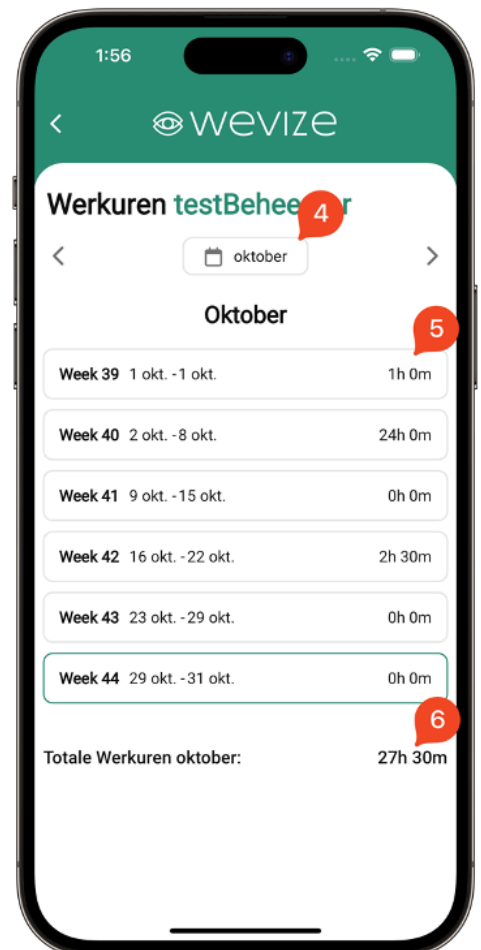 1:56
wevize
Werkuren testBehee r
4
oktober
Oktober
5
Week 39 1 okt. - 1 okt. 1h 0m
Week 40 2 okt. - 8 okt. 24h 0m
Week 41 9 okt. - 15 okt. 0h 0m
Week 42 16 okt. - 22 okt. 2h 30m
Week 43 23 okt. - 29 okt. 0h 0m
Week 44 29 okt. - 31 okt. 0h 0m
6
Totale Werkuren oktober: 27h 30m